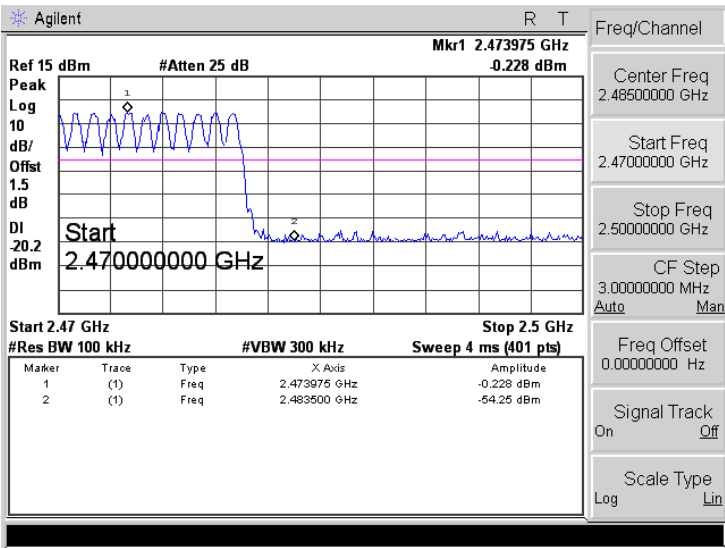 Agilent R T
Mkr1 2.473975 GHz
Ref 15 dBm #Atten 25 dB -0.228 dBm
Peak
Log
10
dB/
Offst
1.5
dB
DI
-20.2
dBm
1
2
Start
2.470000000 GHz
Start 2.47 GHz Stop 2.5 GHz
#Res BW 100 kHz #VBW 300 kHz Sweep 4 ms (401 pts)
Marker Trace Type X Axis Amplitude
1 (1) Freq 2.473975 GHz -0.228 dBm
2 (1) Freq 2.483500 GHz -54.25 dBm
Freq/Channel
Center Freq
2.48500000 GHz
Start Freq
2.47000000 GHz
Stop Freq
2.50000000 GHz
CF Step
3.00000000 MHz
Auto Man
Freq Offset
0.00000000 Hz
Signal Track
On Off
Scale Type
Log Lin